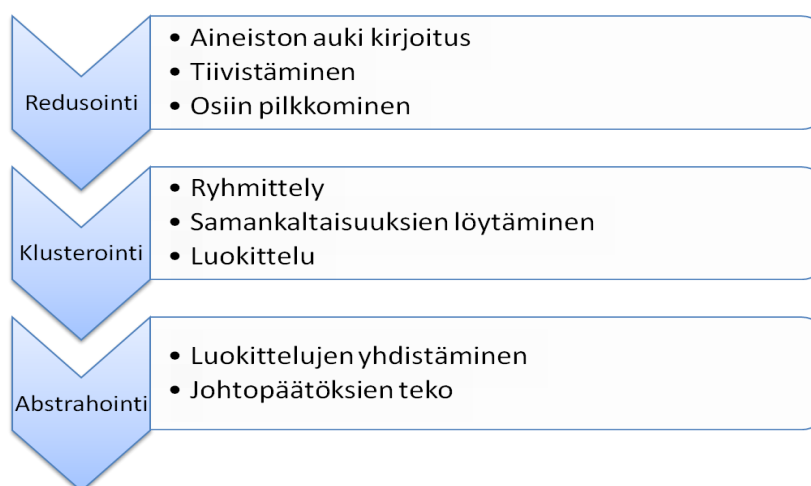 Redusointi
• Aineiston auki kirjoitus
• Tiivistäminen
• Osiin pilkkominen
Klusterointi
• Ryhmittely
• Samankaltaisuuksien löytäminen
• Luokittelu
Abstrahointi
• Luokittelujen yhdistäminen
• Johtopäätöksien teko